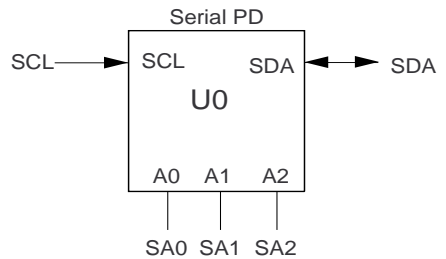 Serial PD
SCL SCL SDA SDA
U0
A0 A1 A2
SA0 SA1 SA2